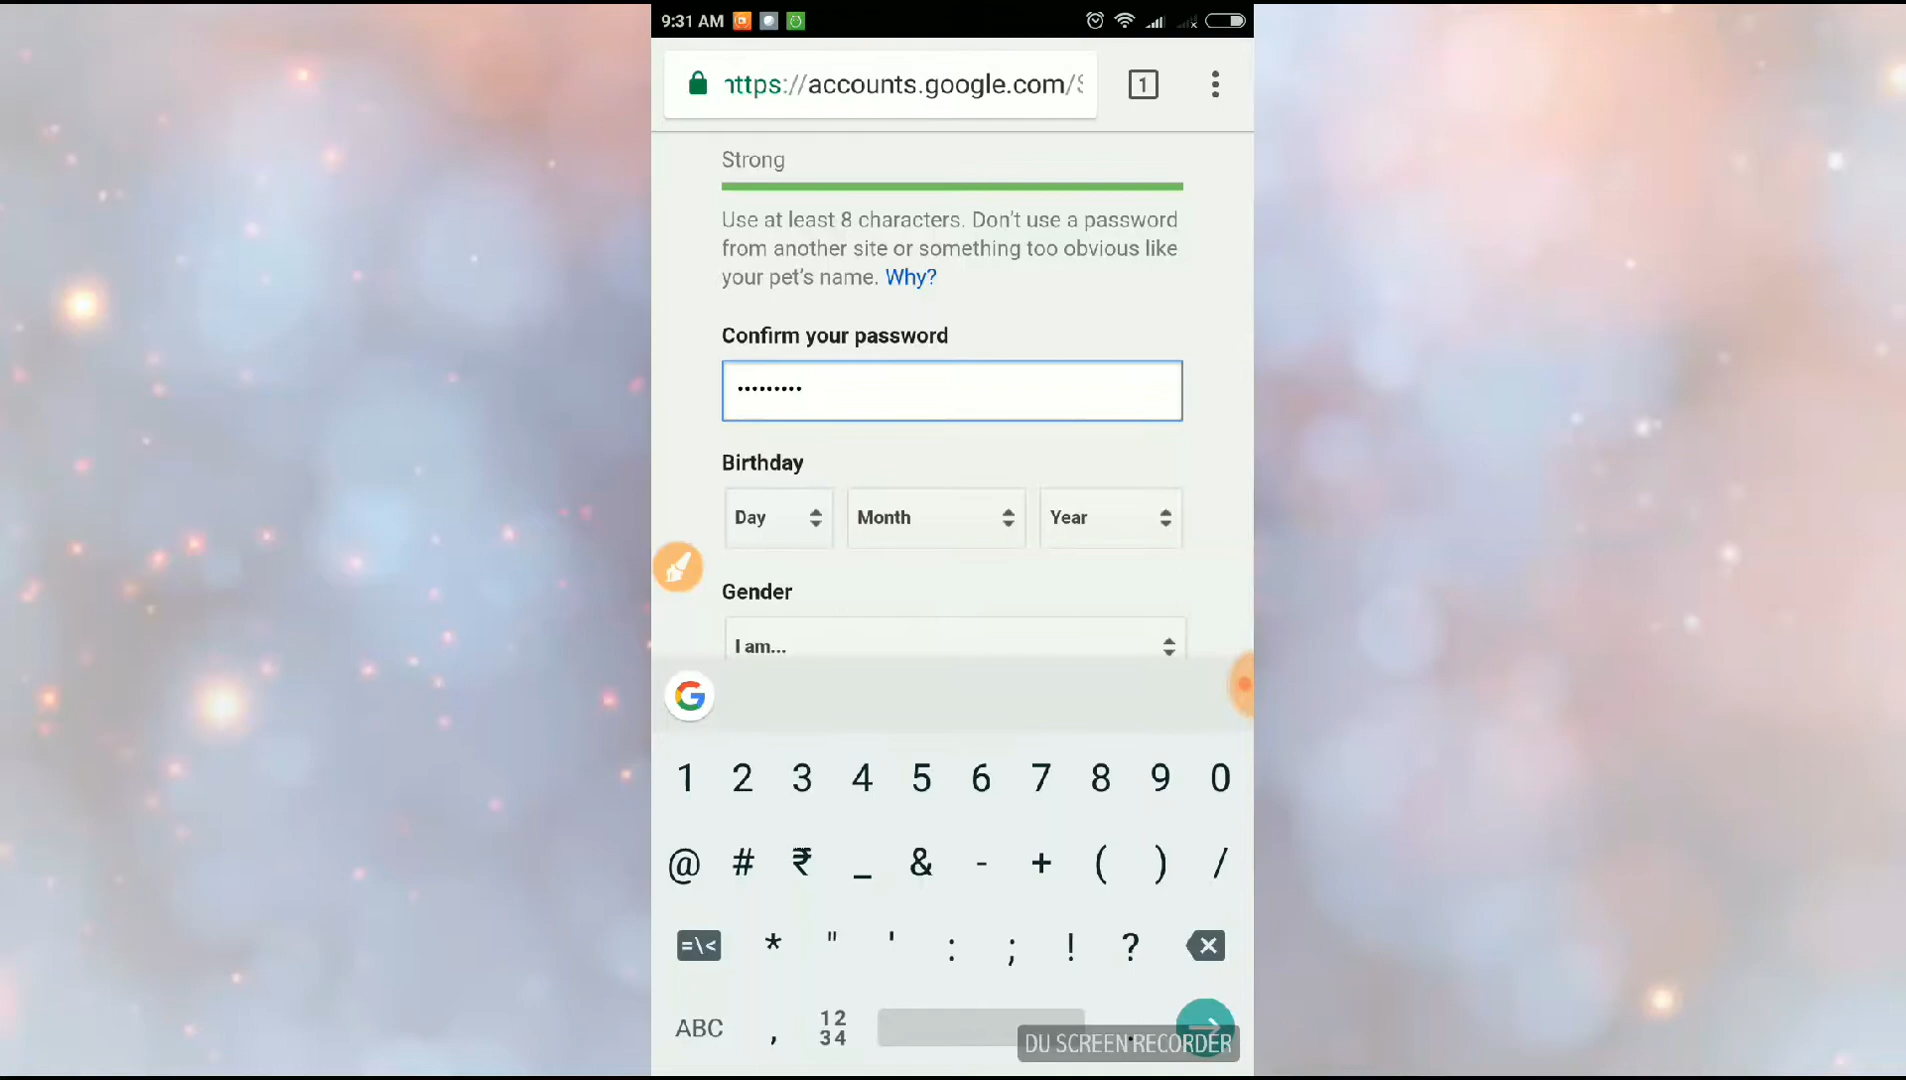 9:31 AM
https://accounts.google.com/S
1
Strong
Use at least 8 characters. Don't use a password
from another site or something too obvious like
your pet's name. Why?
Confirm your password
•••••••••
Birthday
Day Month Year
Gender
I am...
G
1 2 3 4 5 6 7 8 9 0
@ # ₹ _ & - + ( ) /
=\< * " ' : ; ! ?
ABC , 12 34 .
DU SCREEN RECORDER